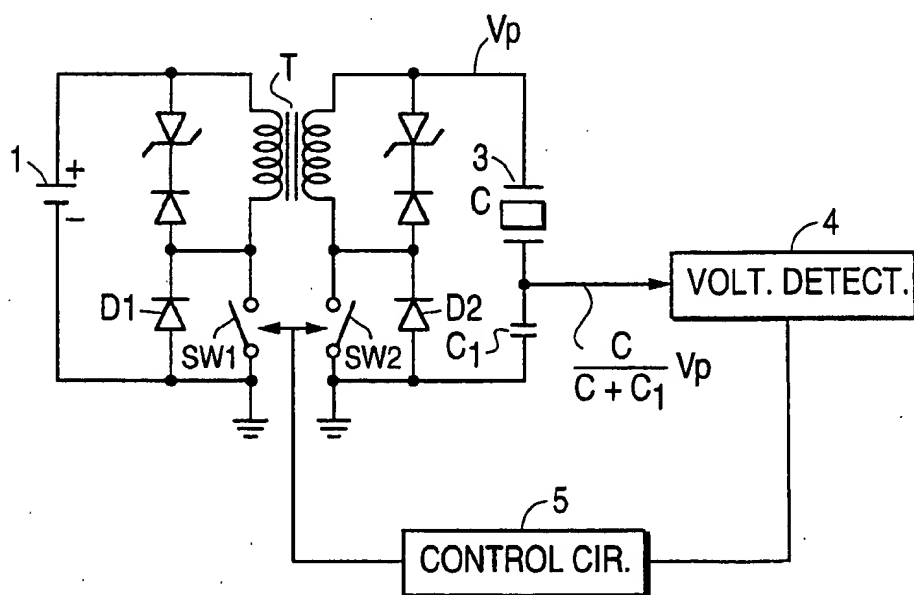 T
Vp
1
+
-
3
C
4
VOLT. DETECT.
D1
SW1
SW2
D2
C1
C
C + C1 Vp
5
CONTROL CIR.